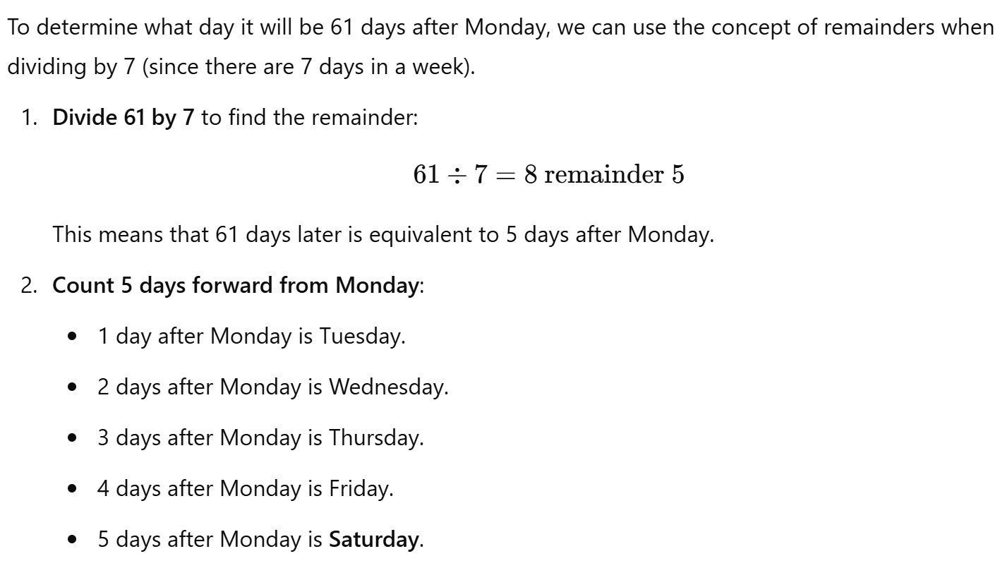 To determine what day it will be 61 days after Monday, we can use the concept of remainders when
dividing by 7 (since there are 7 days in a week).
1. Divide 61 by 7 to find the remainder:
61 ÷ 7 = 8 remainder 5
This means that 61 days later is equivalent to 5 days after Monday.
2. Count 5 days forward from Monday:
• 1 day after Monday is Tuesday.
• 2 days after Monday is Wednesday.
• 3 days after Monday is Thursday.
• 4 days after Monday is Friday.
• 5 days after Monday is Saturday.